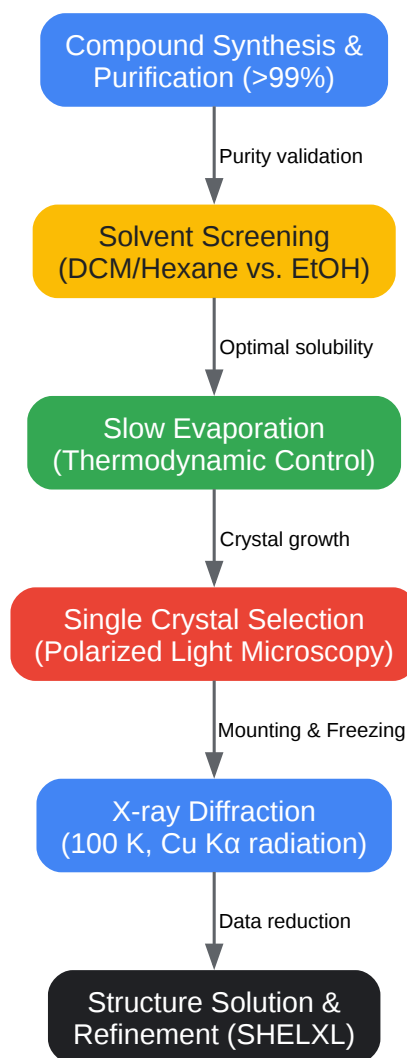 Compound Synthesis &
Purification (>99%)
Purity validation
Solvent Screening
(DCM/Hexane vs. EtOH)
Optimal solubility
Slow Evaporation
(Thermodynamic Control)
Crystal growth
Single Crystal Selection
(Polarized Light Microscopy)
Mounting & Freezing
X-ray Diffraction
(100 K, Cu Kα radiation)
Data reduction
Structure Solution &
Refinement (SHELXL)